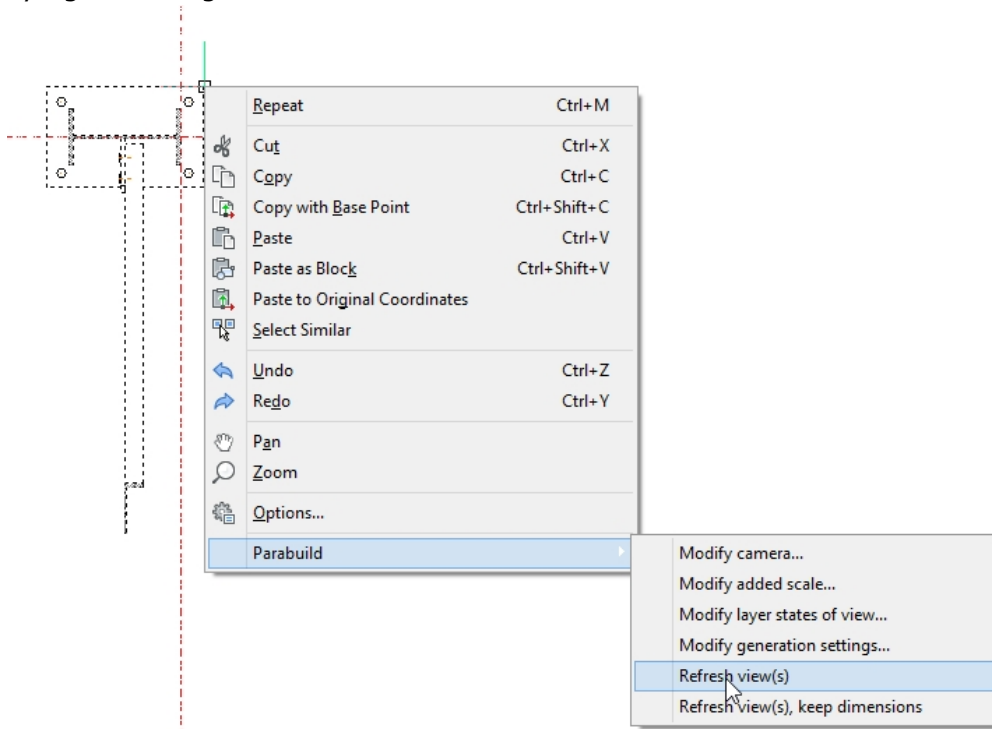 Repeat Ctrl+M
Cut Ctrl+X
Copy Ctrl+C
Copy with Base Point Ctrl+Shift+C
Paste Ctrl+V
Paste as Block Ctrl+Shift+V
Paste to Original Coordinates
Select Similar
Undo Ctrl+Z
Redo Ctrl+Y
Pan
Zoom
Options...
Parabuild
Modify camera...
Modify added scale...
Modify layer states of view...
Modify generation settings...
Refresh view(s)
Refresh view(s), keep dimensions